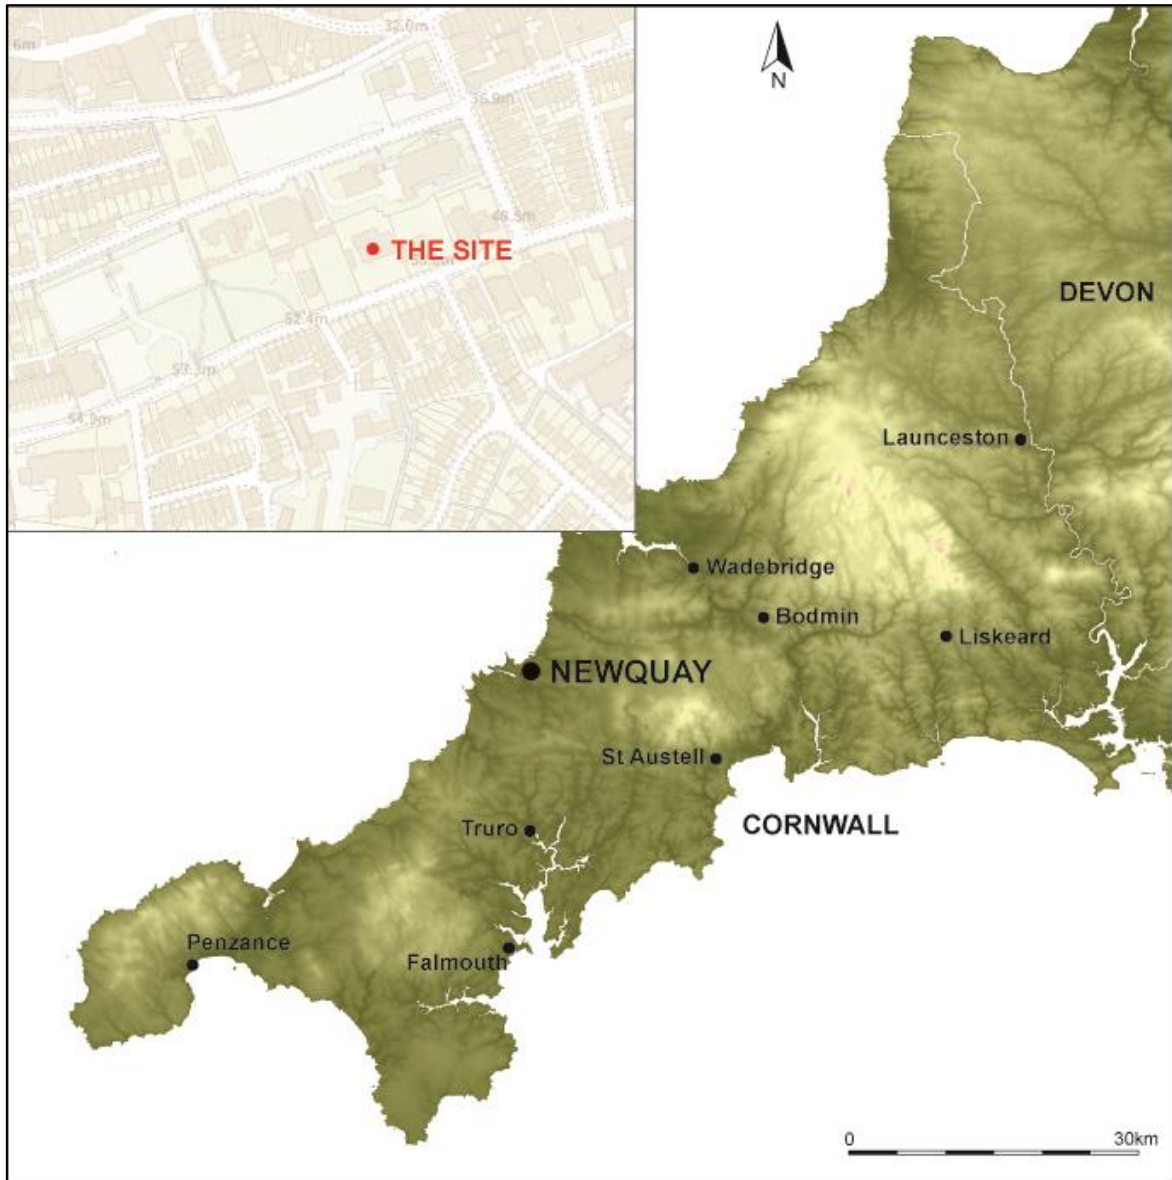 32.0m
36.9m
48.5m
THE SITE
52.4m
53.3m
54.9m
N
DEVON
Launceston
Wadebridge
Bodmin
Liskeard
NEWQUAY
St Austell
Truro
CORNWALL
Penzance
Falmouth
0 30km